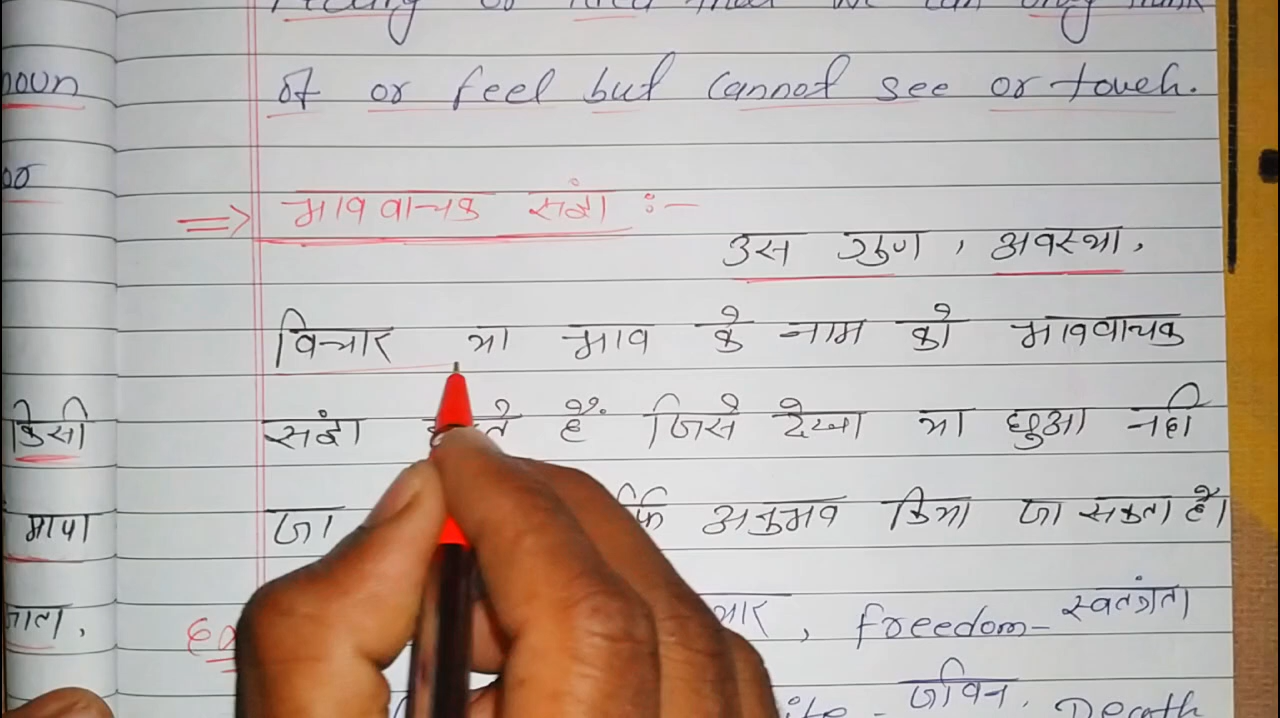 noun
of or feel but cannot see or touch.
भाववाचक संज्ञा :-
उस गुण, अवस्था,
विचार या भाव के नाम को भाववाचक
किसी
संज्ञा हैं जिसे देखा या छुआ नही
मापा
जा अनुभव किया जा सकता है।
जाता,
freedom- स्वतंत्रता
जीवन, Death